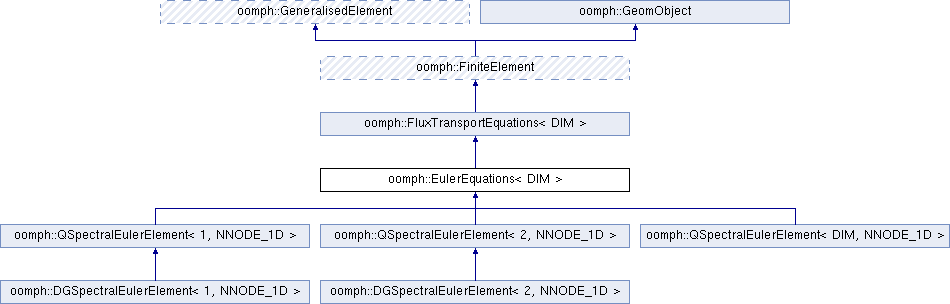 oomph::GeneralisedElement
oomph::GeomObject
oomph::FiniteElement
oomph::FluxTransportEquations< DIM >
oomph::EulerEquations< DIM >
oomph::QSpectralEulerElement< 1, NNODE_1D >
oomph::QSpectralEulerElement< 2, NNODE_1D >
oomph::QSpectralEulerElement< DIM, NNODE_1D >
oomph::DGSpectralEulerElement< 1, NNODE_1D >
oomph::DGSpectralEulerElement< 2, NNODE_1D >